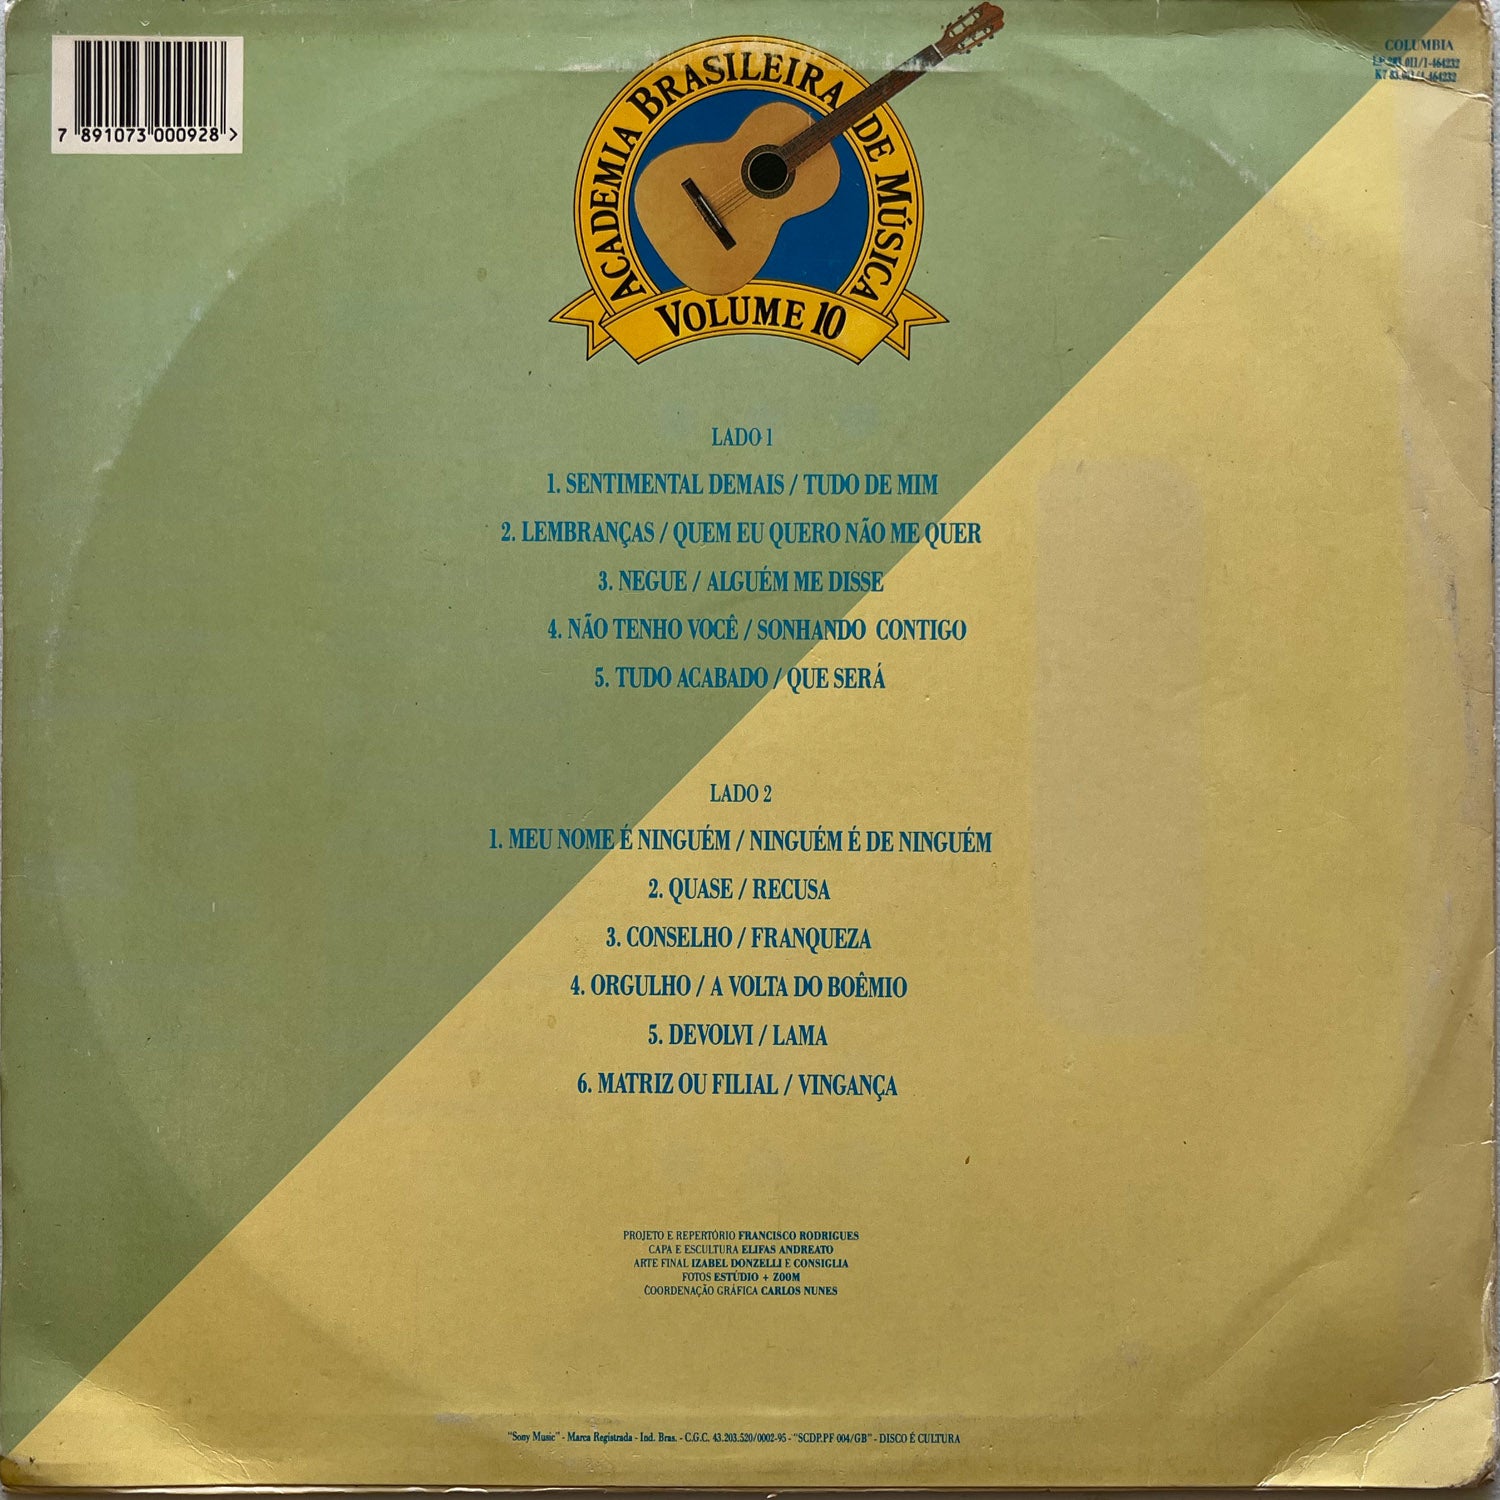 7 891073 000928 >
ACADEMIA BRASILEIRA DE MÚSICA
VOLUME 10
COLUMBIA
LADO 1
1. SENTIMENTAL DEMAIS / TUDO DE MIM
2. LEMBRANÇAS / QUEM EU QUERO NÃO ME QUER
3. NEGUE / ALGUÉM ME DISSE
4. NÃO TENHO VOCÊ / SONHANDO CONTIGO
5. TUDO ACABADO / QUE SERÁ
LADO 2
1. MEU NOME É NINGUÉM / NINGUÉM É DE NINGUÉM
2. QUASE / RECUSA
3. CONSELHO / FRANQUEZA
4. ORGULHO / A VOLTA DO BOÊMIO
5. DEVOLVI / LAMA
6. MATRIZ OU FILIAL / VINGANÇA
PROJETO E REPERTÓRIO FRANCISCO RODRIGUES
CAPA E ESCULTURA ELIFAS ANDREATO
ARTE FINAL IZABEL DONZELLI E CONSIGLIA
FOTOS ESTÚDIO + ZOOM
COORDENAÇÃO GRÁFICA CARLOS NUNES
"Sony Music" - Marca Registrada - Ind. Bras. - C.G.C. 43.203.520/0002-95 - "SCDP.PF 004/GB" - DISCO É CULTURA